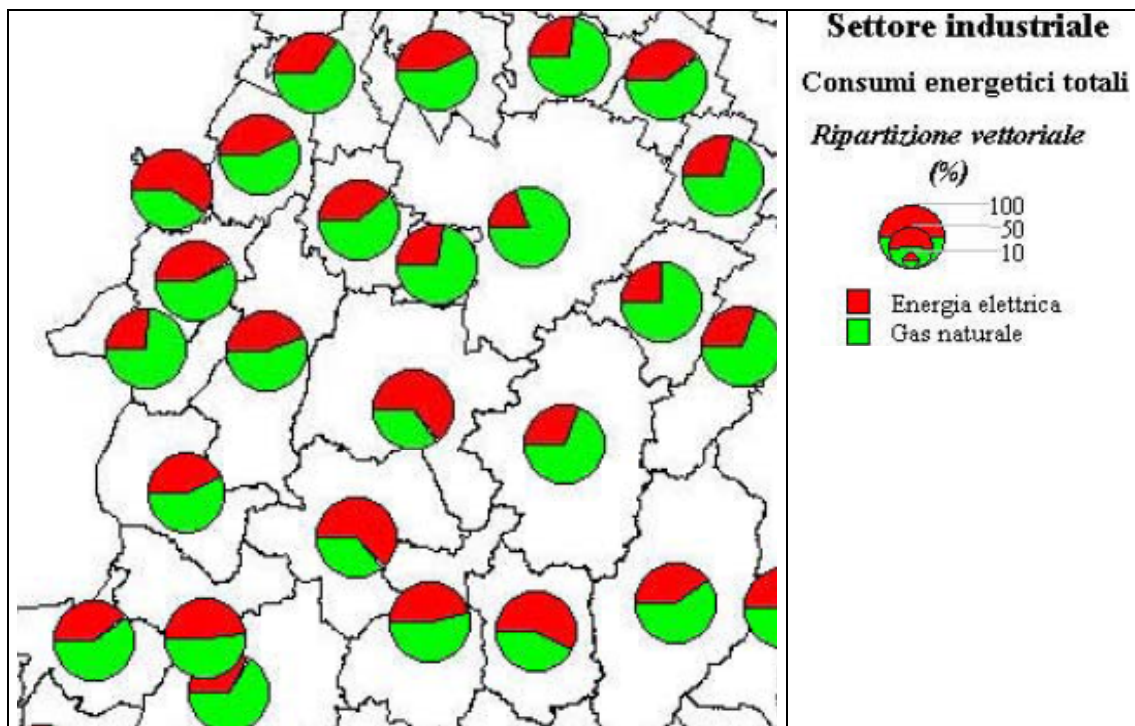 Settore industriale
Consumi energetici totali
Ripartizione vettoriale
(%)
100
50
10
Energia elettrica
Gas naturale